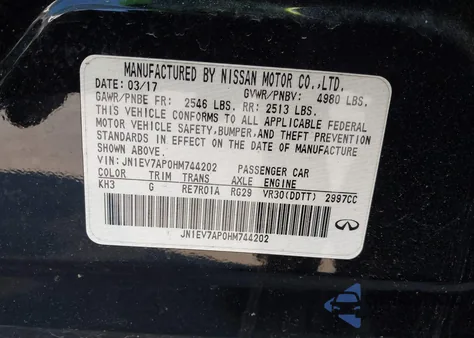 MANUFACTURED BY NISSAN MOTOR CO., LTD.
DATE: 03/17 GVWR/PNBV: 4980 LBS.
GAWR/PNBE FR: 2546 LBS. RR: 2513 LBS.
THIS VEHICLE CONFORMS TO ALL APPLICABLE FEDERAL
MOTOR VEHICLE SAFETY, BUMPER, AND THEFT PREVENTION
STANDARDS IN EFFECT ON THE DATE OF MANUFACTURE
SHOWN ABOVE.
VIN: JN1EV7AP0HM744202 PASSENGER CAR
COLOR TRIM TRANS AXLE ENGINE
KH3 G RE7R01A RG29 VR30(DDTT) 2997CC
JN1EV7AP0HM744202